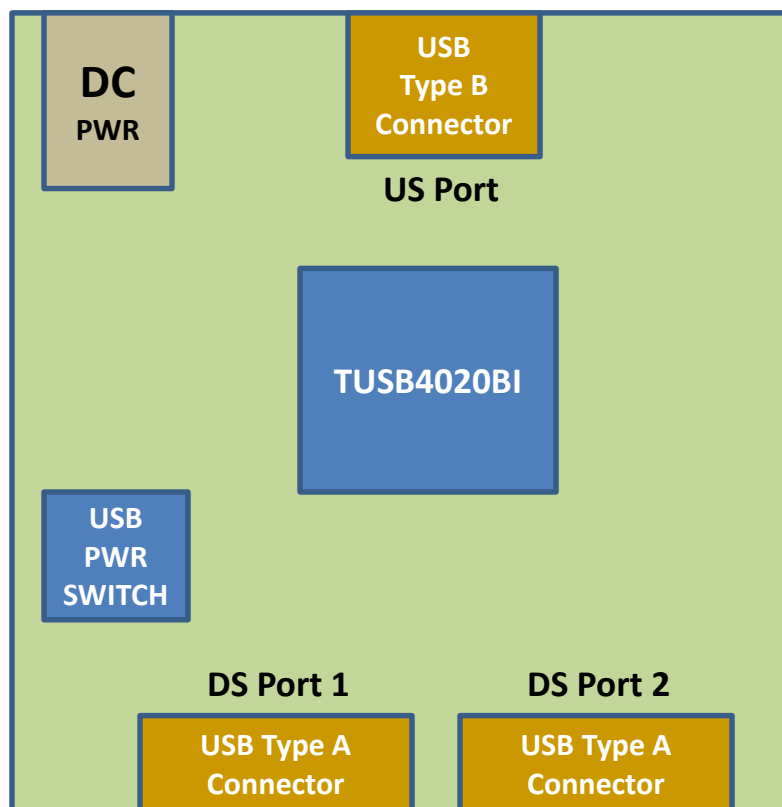 DC
PWR
USB
Type B
Connector
US Port
TUSB4020BI
USB
PWR
SWITCH
DS Port 1
DS Port 2
USB Type A
Connector
USB Type A
Connector